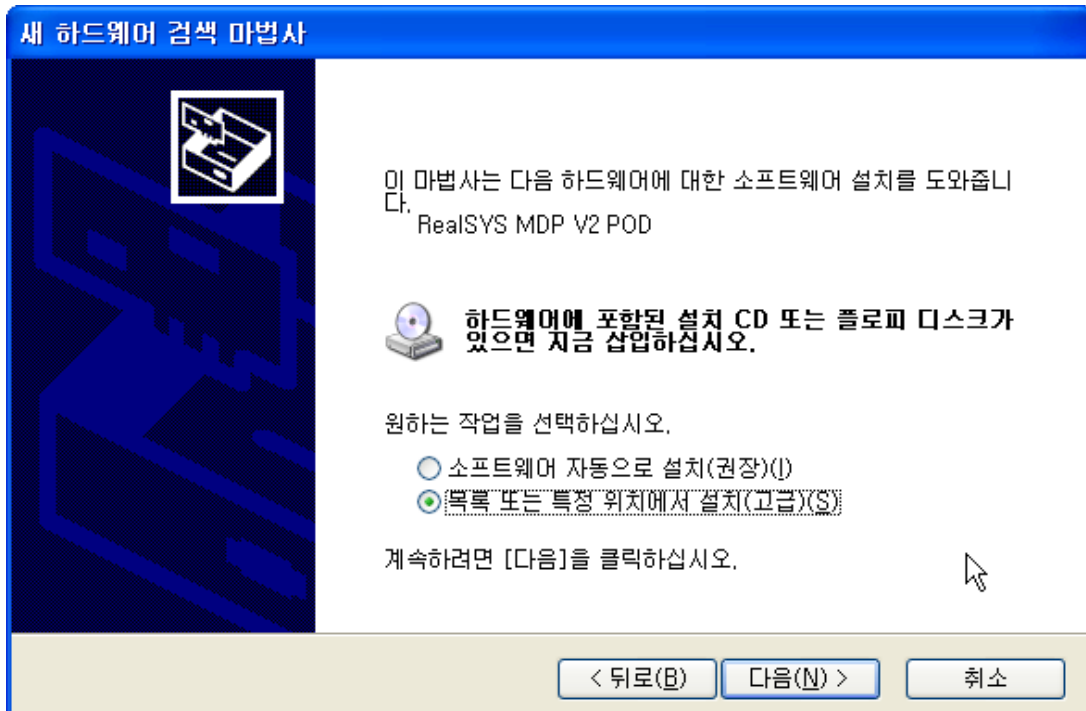 새 하드웨어 검색 마법사
이 마법사는 다음 하드웨어에 대한 소프트웨어 설치를 도와줍니
다.
RealSYS MDP V2 POD
하드웨어에 포함된 설치 CD 또는 플로피 디스크가
있으면 지금 삽입하십시오.
원하는 작업을 선택하십시오.
소프트웨어 자동으로 설치(권장)(I)
목록 또는 특정 위치에서 설치(고급)(S)
계속하려면 [다음]을 클릭하십시오.
< 뒤로(B) 다음(N) > 취소